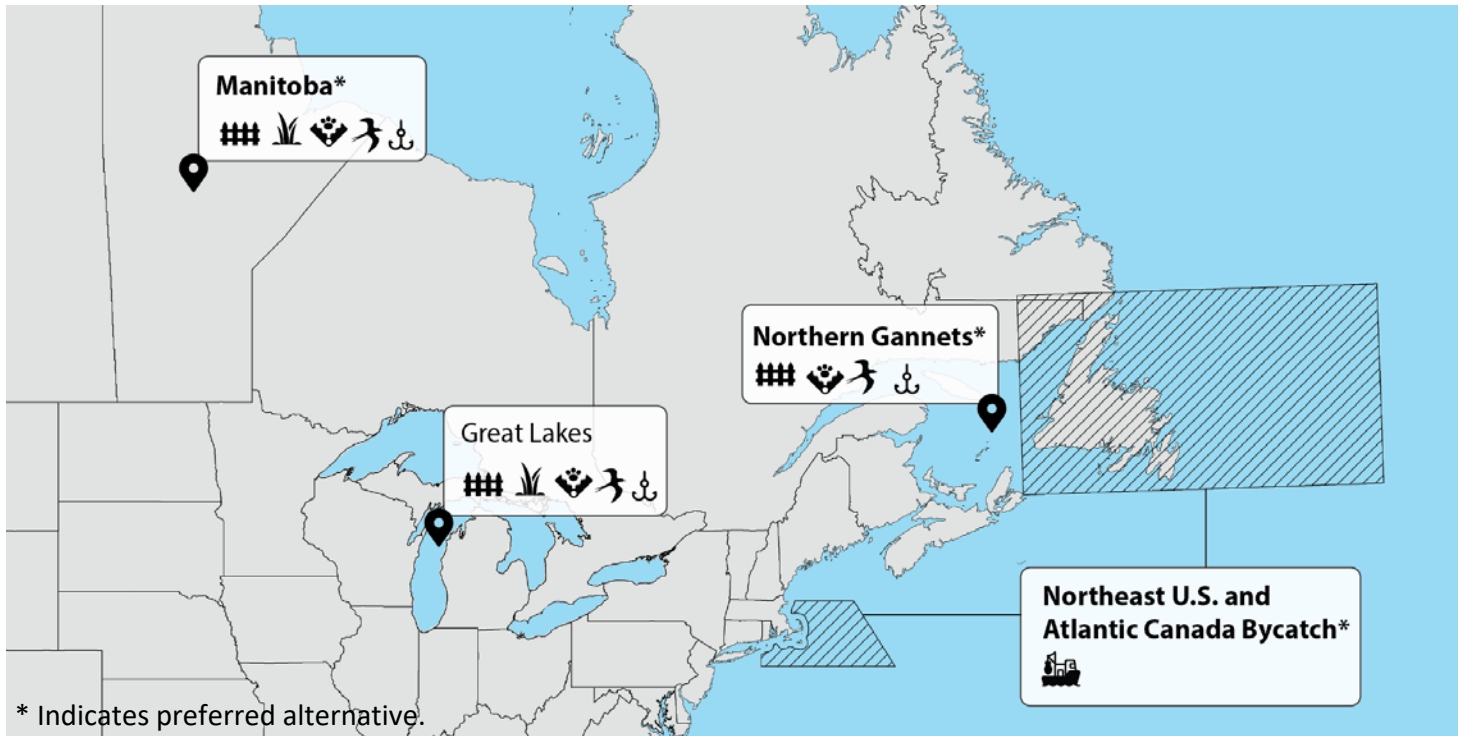 Manitoba*
Northern Gannets*
Great Lakes
Northeast U.S. and
Atlantic Canada Bycatch*
* Indicates preferred alternative.